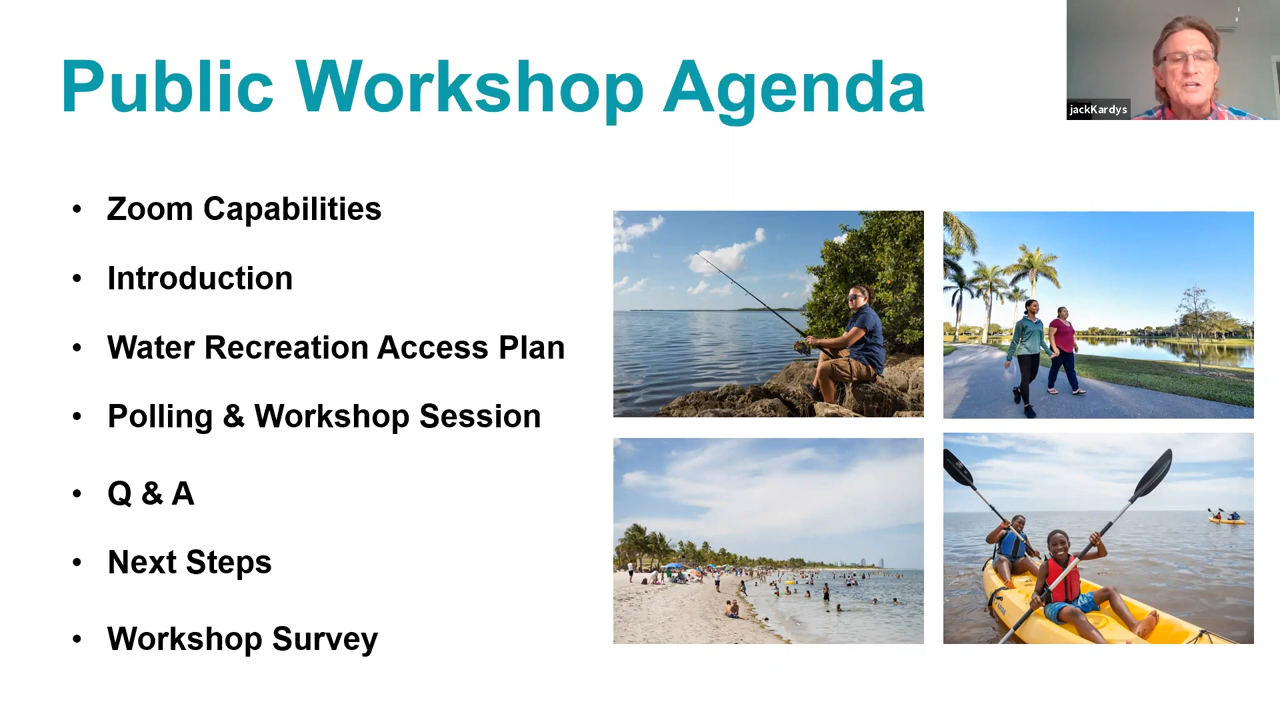 Public Workshop Agenda
jackKardys
• Zoom Capabilities
• Introduction
• Water Recreation Access Plan
• Polling & Workshop Session
• Q & A
• Next Steps
• Workshop Survey